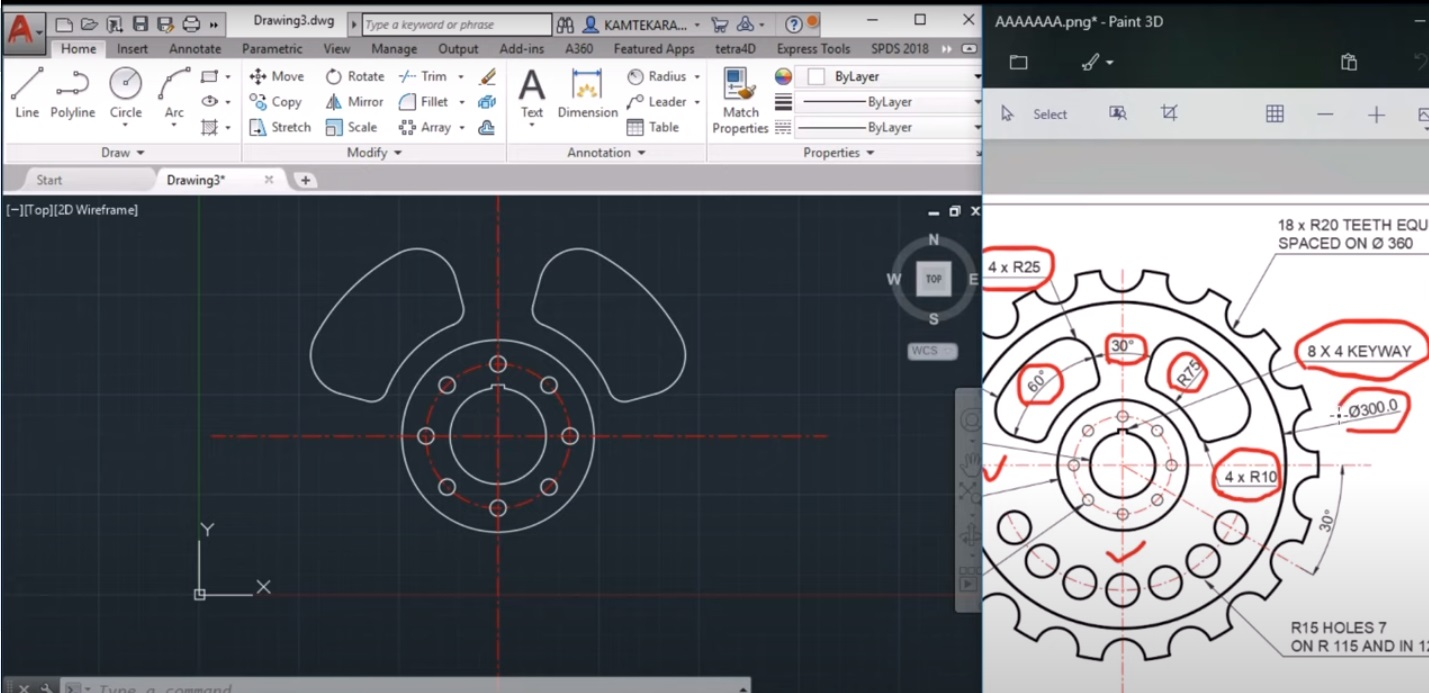 Drawing3.dwg
Type a keyword or phrase
KAMTEKARA...
AAAAAAA.png* - Paint 3D
Home Insert Annotate Parametric View Manage Output Add-ins A360 Featured Apps tetra4D Express Tools SPDS 2018
Line Polyline Circle Arc
Move Rotate Trim
Copy Mirror Fillet
Stretch Scale Array
Text Dimension
Radius
Leader
Table
Match
Properties
ByLayer
ByLayer
ByLayer
Select
Draw Modify Annotation Properties
Start Drawing3* +
[−][Top][2D Wireframe]
N
W TOP E
S
WCS
Y
X
Type a command
18 x R20 TEETH EQU
SPACED ON Ø 360
4 x R25
30°
8 X 4 KEYWAY
60°
R75
Ø300.0
4 x R10
30°
R15 HOLES 7
ON R 115 AND IN 12